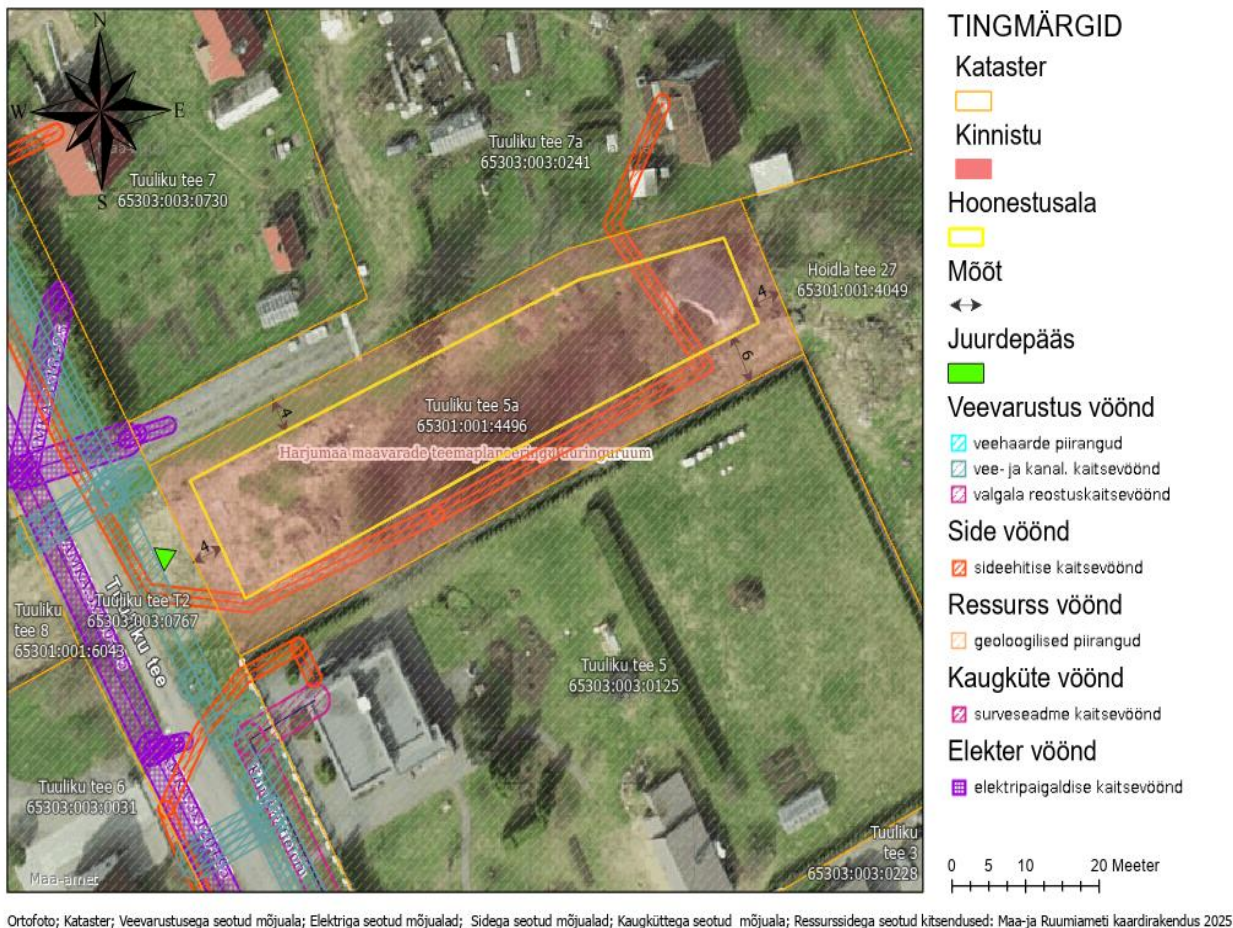 N
W
E
S
Tuuliku tee 7
65303:003:0730
Tuuliku tee 7a
65303:003:0241
Hoidla tee 27
65301:001:4049
4
6
4
4
Tuuliku tee 5a
65301:001:4496
Tuuliku tee T2
65303:003:0767
Tuuliku
tee 8
65301:001:6043
Tuuliku tee
Tuuliku tee 5
65303:003:0125
Tuuliku tee 6
65303:003:0031
Tuuliku
tee 3
65303:003:0228
Maa-amet
TINGMÄRGID
Kataster
Kinnistu
Hoonestusala
Mõõt
Juurdepääs
Veevarustus vöönd
veehaarde piirangud
vee- ja kanal. kaitsevöönd
valgala reostuskaitsevöönd
Side vöönd
sideehitise kaitsevöönd
Ressurss vöönd
geoloogilised piirangud
Kaugküte vöönd
surveseadme kaitsevöönd
Elekter vöönd
elektripaigaldise kaitsevöönd
0 5 10 20 Meeter
Ortofoto; Kataster; Veevarustusega seotud mõjuala; Elektriga seotud mõjualad; Sidega seotud mõjualad; Kaugküttega seotud mõjuala; Ressurssidega seotud kitsendused: Maa-ja Ruumiameti kaardirakendus 2025